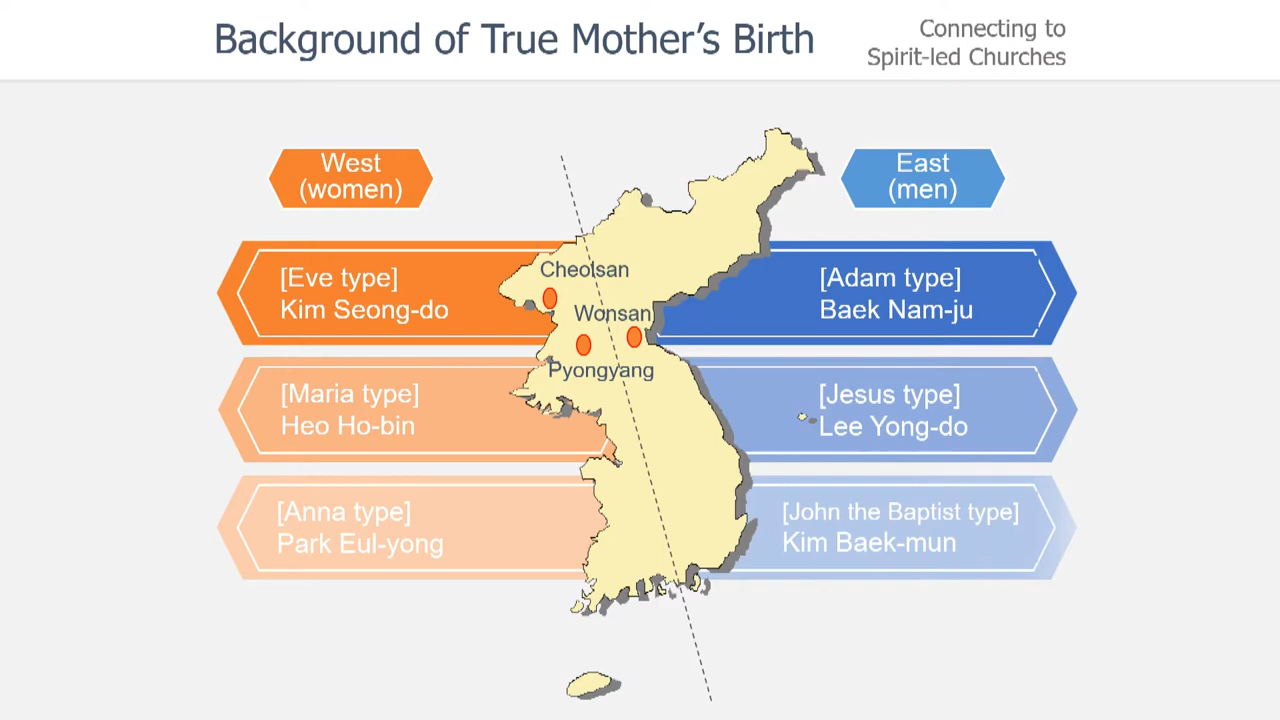 Background of True Mother's Birth
Connecting to
Spirit-led Churches
West
(women)
East
(men)
[Eve type]
Kim Seong-do
[Adam type]
Baek Nam-ju
Cheolsan
Wonsan
Pyongyang
[Maria type]
Heo Ho-bin
[Jesus type]
Lee Yong-do
[Anna type]
Park Eul-yong
[John the Baptist type]
Kim Baek-mun